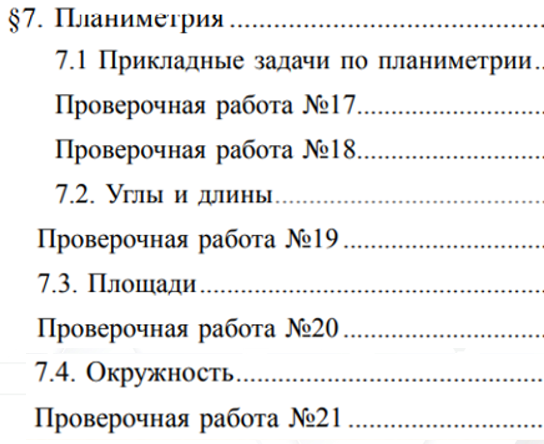 §7. Планиметрия ...............................................
7.1 Прикладные задачи по планиметрии..
Проверочная работа №17............................
Проверочная работа №18............................
7.2. Углы и длины........................................
Проверочная работа №19 .............................
7.3. Площади..................................................
Проверочная работа №20 .............................
7.4. Окружность.............................................
Проверочная работа №21 .............................